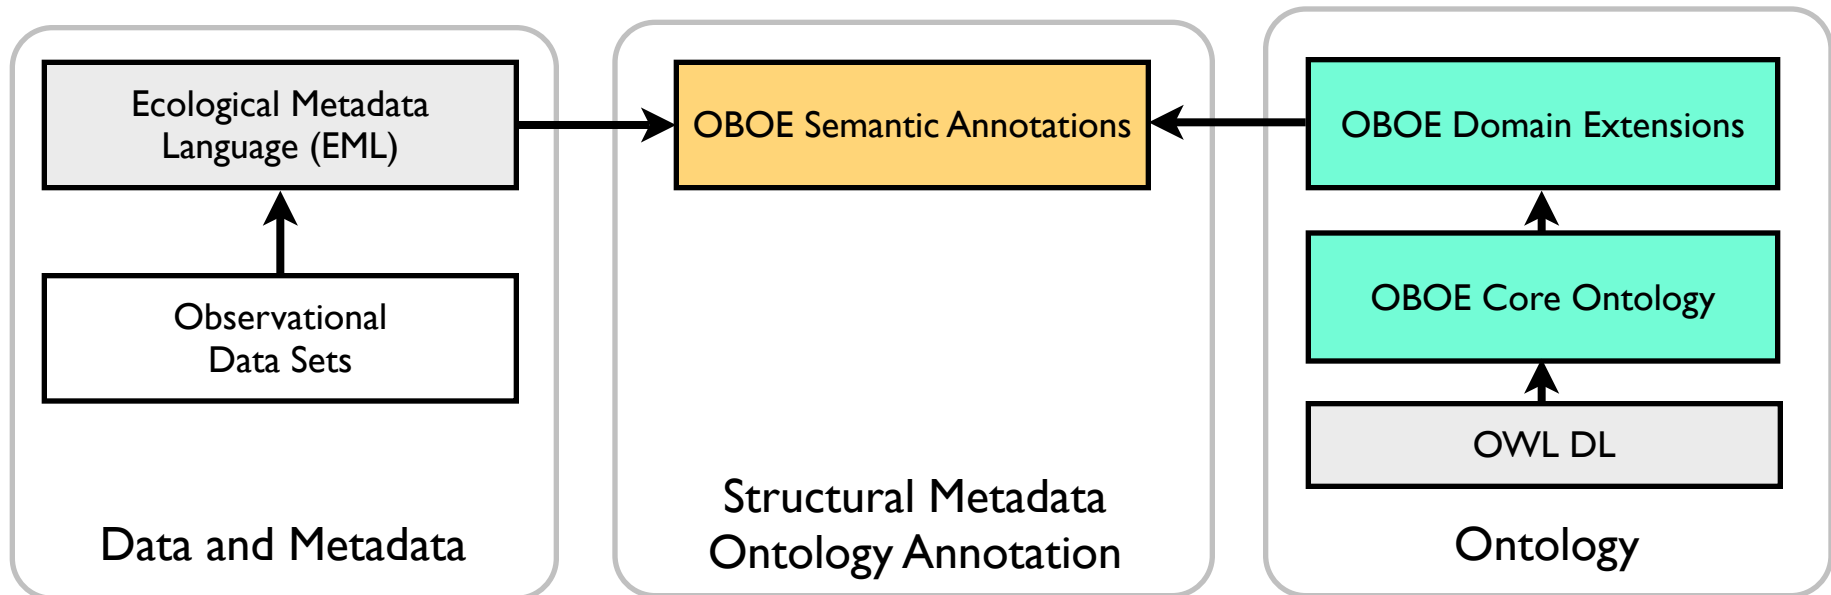 Ecological Metadata
Language (EML)
Observational
Data Sets
Data and Metadata
OBOE Semantic Annotations
Structural Metadata
Ontology Annotation
OBOE Domain Extensions
OBOE Core Ontology
OWL DL
Ontology